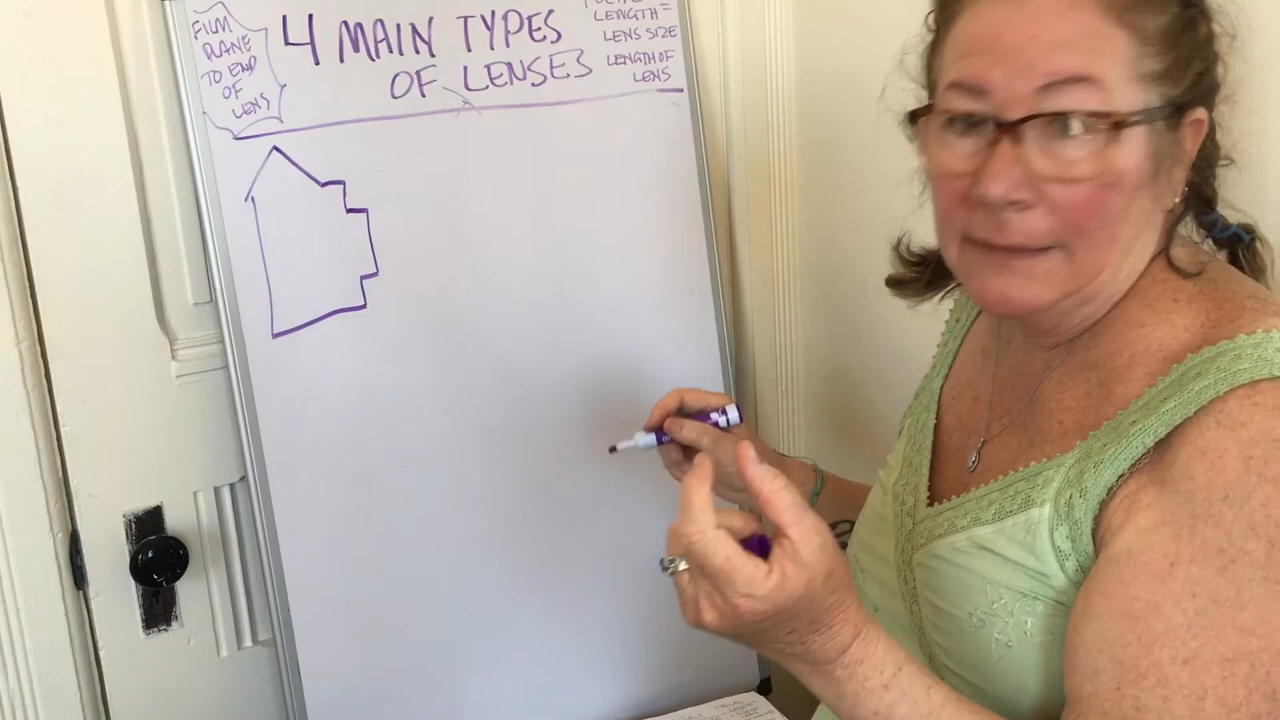 FILM
PLANE
TO END
OF
LENS
4 MAIN TYPES
OF LENSES
LENGTH=
LENS SIZE
LENGTH OF
LENS